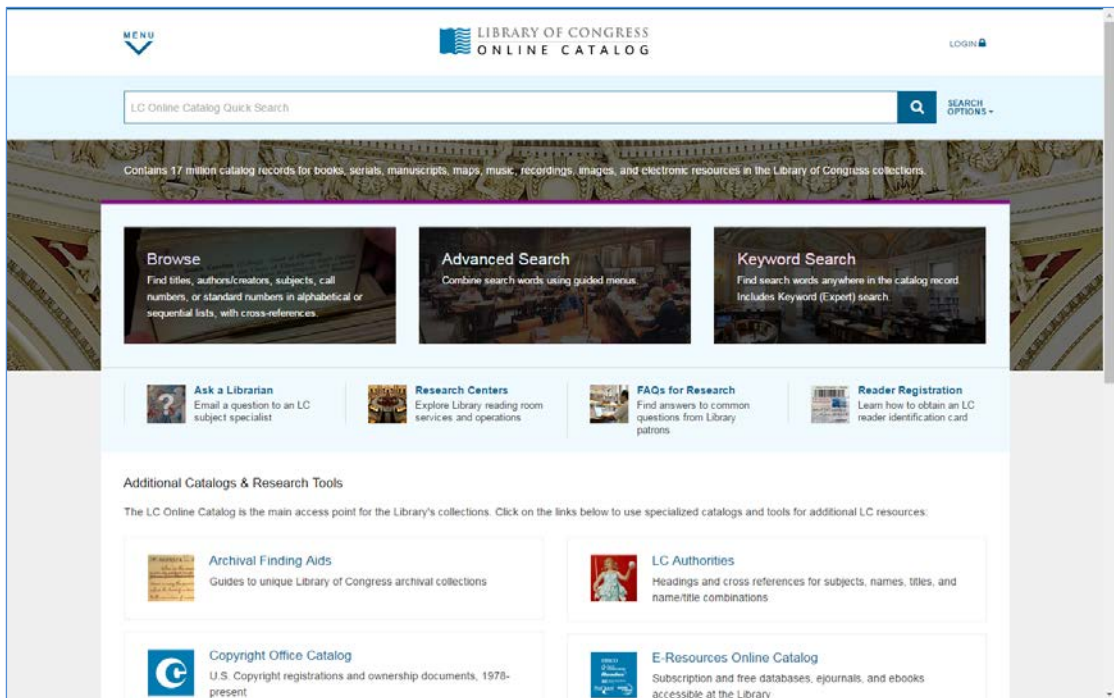 MENU
LIBRARY OF CONGRESS
ONLINE CATALOG
LOGIN
LC Online Catalog Quick Search
SEARCH
OPTIONS
Contains 17 million catalog records for books, serials, manuscripts, maps, music, recordings, images, and electronic resources in the Library of Congress collections.
Browse
Find titles, authors/creators, subjects, call
numbers, or standard numbers in alphabetical or
sequential lists, with cross-references.
Advanced Search
Combine search words using guided menus.
Keyword Search
Find search words anywhere in the catalog record.
Includes Keyword (Expert) search.
Ask a Librarian
Email a question to an LC
subject specialist
Research Centers
Explore Library reading room
services and operations
FAQs for Research
Find answers to common
questions from Library
patrons
Reader Registration
Learn how to obtain an LC
reader identification card
Additional Catalogs & Research Tools
The LC Online Catalog is the main access point for the Library's collections. Click on the links below to use specialized catalogs and tools for additional LC resources:
Archival Finding Aids
Guides to unique Library of Congress archival collections
LC Authorities
Headings and cross references for subjects, names, titles, and
name/title combinations
Copyright Office Catalog
U.S. Copyright registrations and ownership documents, 1978-
present
E-Resources Online Catalog
Subscription and free databases, ejournals, and ebooks
accessible at the Library